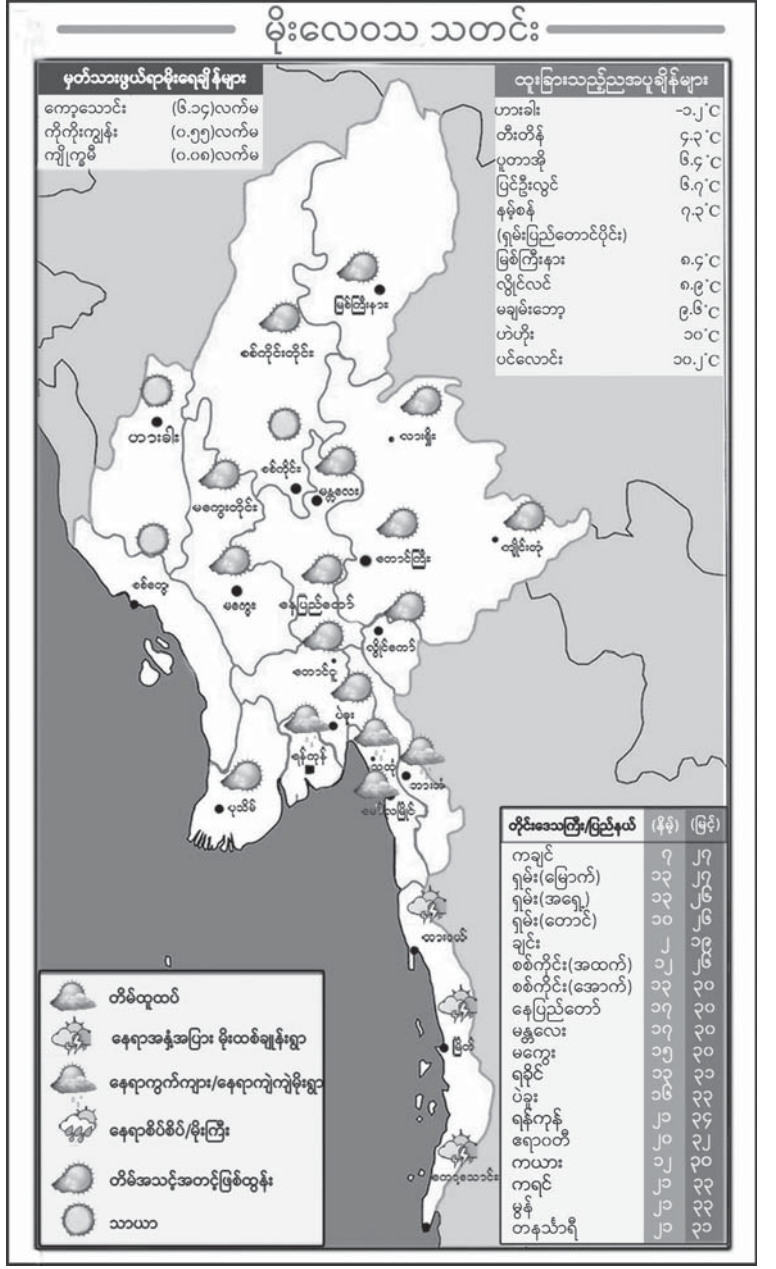 မိုးလေဝသ သတင်း
မှတ်သားဖွယ်ရာမိုးရေချိန်များ
ကော့သောင်း (၆.၁၄)လက်မ
ကိုကိုးကျွန်း (၀.၅၅)လက်မ
ကျိုက္ခမီ (၀.၀၈)လက်မ
ထူးခြားသည့်ညအပူချိန်များ
ဟားခါး -၁.၂°C
တီးတိန် ၄.၃°C
ပူတာအို ၆.၄°C
ပြင်ဦးလွင် ၆.၇°C
နမ့်စန် ၇.၃°C
(ရှမ်းပြည်တောင်ပိုင်း)
မြစ်ကြီးနား ၈.၄°C
လွိုင်လင် ၈.၉°C
မချမ်းဘော့ ၉.၆°C
ဟဲဟိုး ၁၀°C
ပင်လောင်း ၁၀.၂°C
မြစ်ကြီးနား
စစ်ကိုင်းတိုင်း
ဟားခါး
လားရှိုး
စစ်ကိုင်း
မန္တလေး
မကွေးတိုင်း
တောင်ကြီး
ကျိုင်းတုံ
စစ်တွေ
မကွေး
နေပြည်တော်
လွိုင်ကော်
တောင်ငူ
ပဲခူး
ရန်ကုန်
သထုံ
ဘားအံ
ပုသိမ်
မော်လမြိုင်
ထားဝယ်
မြိတ်
ကော့သောင်း
တိမ်ထူထပ်
နေရာအနှံ့အပြား မိုးထစ်ချုန်းရွာ
နေရာကွက်ကျား/နေရာကျဲကျဲမိုးရွာ
နေရာစိပ်စိပ်/မိုးကြီး
တိမ်အသင့်အတင့်ဖြစ်ထွန်း
သာယာ
တိုင်းဒေသကြီး/ပြည်နယ် (နိမ့်) (မြင့်)
ကချင် ၇ ၂၇
ရှမ်း(မြောက်) ၁၃ ၂၇
ရှမ်း(အရှေ့) ၁၃ ၂၆
ရှမ်း(တောင်) ၁၀ ၂၆
ချင်း ၂ ၁၉
စစ်ကိုင်း(အထက်) ၁၂ ၂၆
စစ်ကိုင်း(အောက်) ၁၃ ၃၀
နေပြည်တော် ၁၇ ၃၀
မန္တလေး ၁၇ ၃၀
မကွေး ၁၅ ၃၀
ရခိုင် ၁၃ ၃၁
ပဲခူး ၁၆ ၃၃
ရန်ကုန် ၂၁ ၃၄
ဧရာဝတီ ၂၀ ၃၂
ကယား ၁၂ ၃၀
ကရင် ၂၁ ၃၃
မွန် ၂၁ ၃၃
တနင်္သာရီ ၂၁ ၃၁